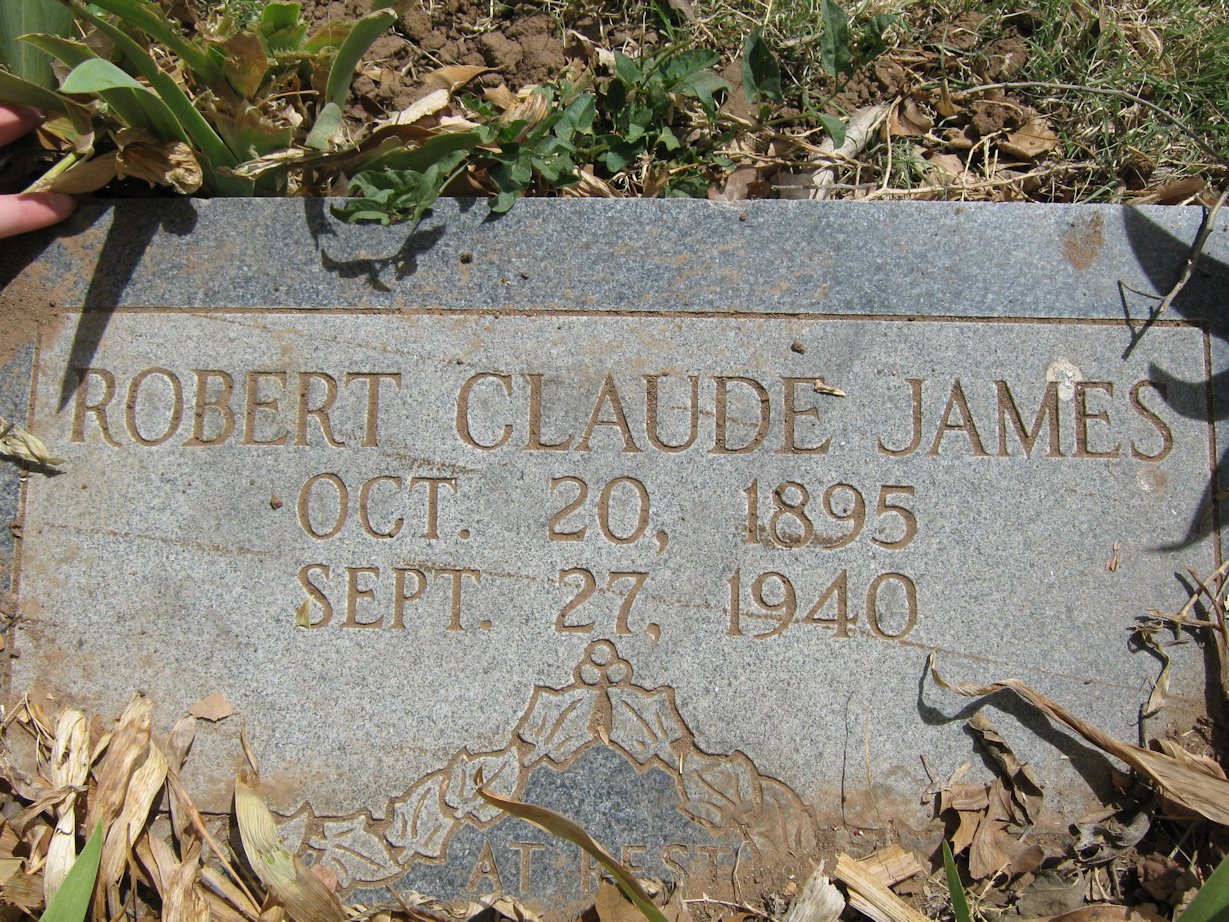 ROBERT CLAUDE JAMES
OCT. 20, 1895
SEPT. 27, 1940
AT REST